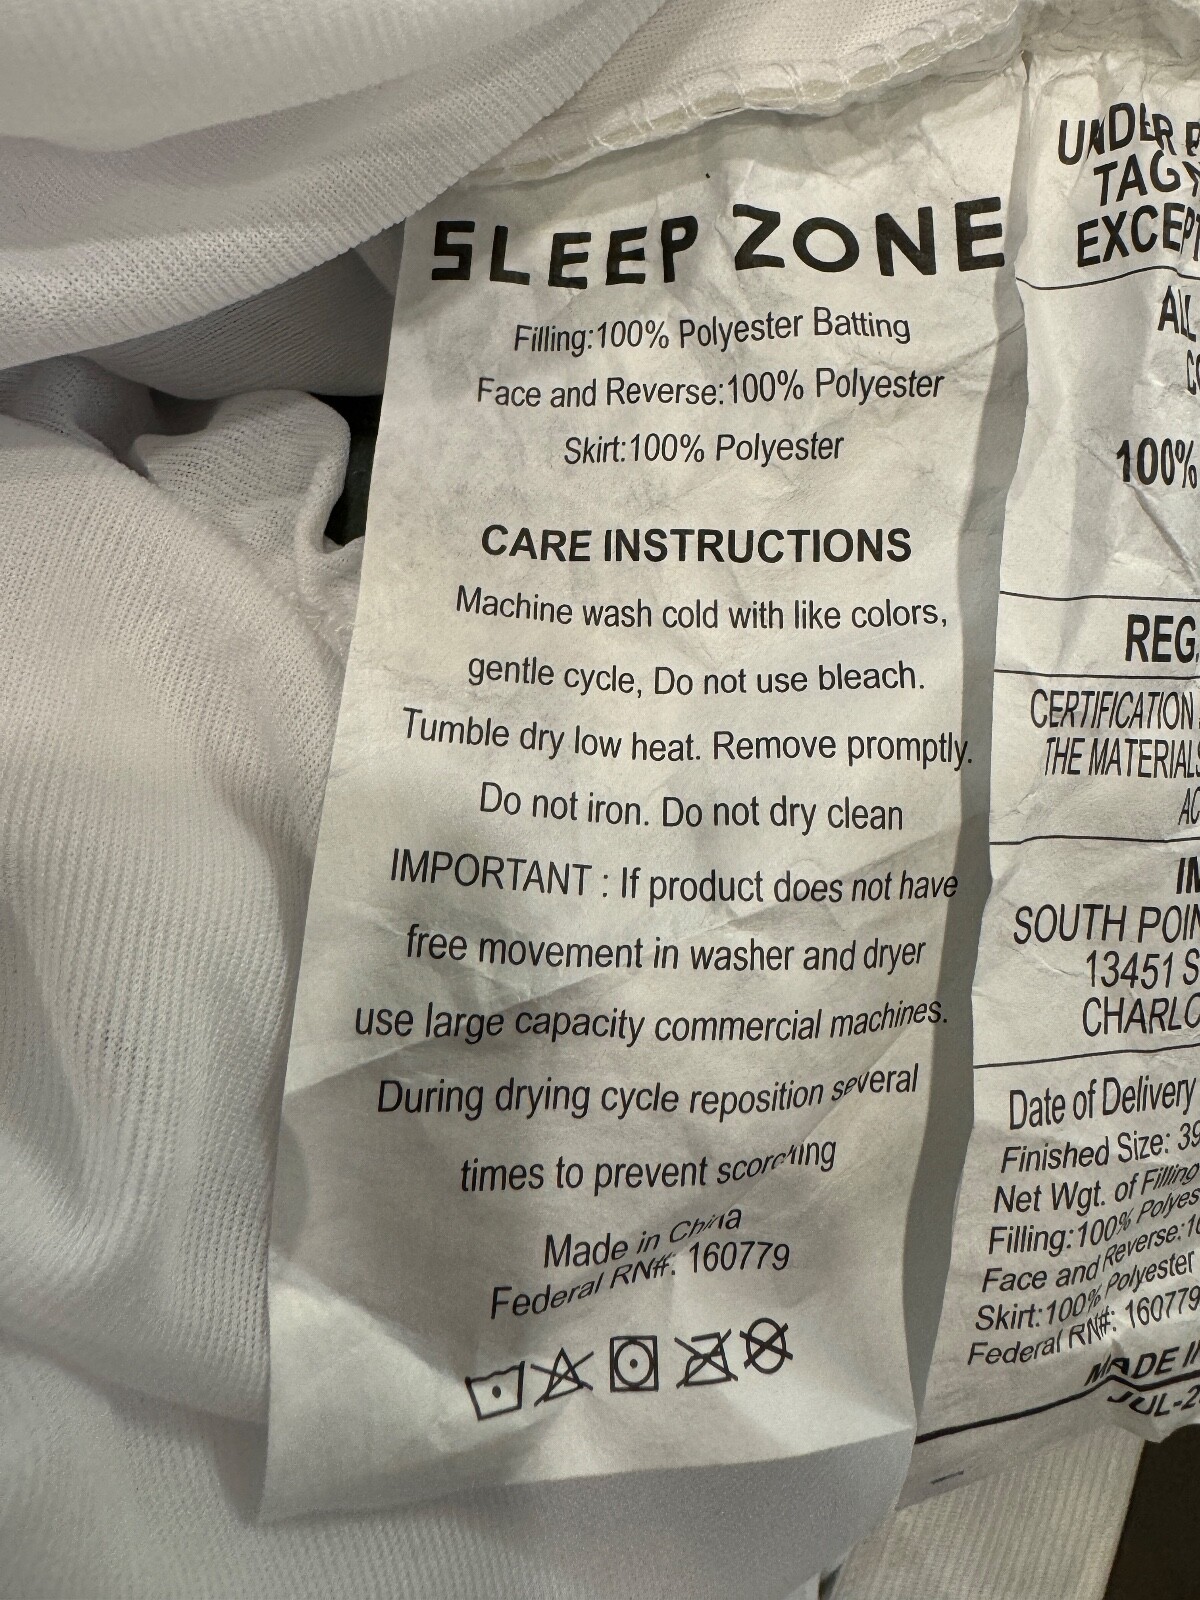 SLEEP ZONE
Filling:100% Polyester Batting
Face and Reverse:100% Polyester
Skirt:100% Polyester
CARE INSTRUCTIONS
Machine wash cold with like colors,
gentle cycle, Do not use bleach.
Tumble dry low heat. Remove promptly.
Do not iron. Do not dry clean
IMPORTANT : If product does not have
free movement in washer and dryer
use large capacity commercial machines.
During drying cycle reposition several
times to prevent scorching
Made in China
Federal RN#: 160779
UNDER
TAG
EXCEPT
ALL
100%
REG.
CERTIFICATION
THE MATERIALS
SOUTH
13451
Date of Delivery
Finished Size: 39
Net Wgt. of Filling
Filling:100%
Face and Reverse:
Skirt:100% Polyester
Federal RN#: 160779
MADE
JUL-2